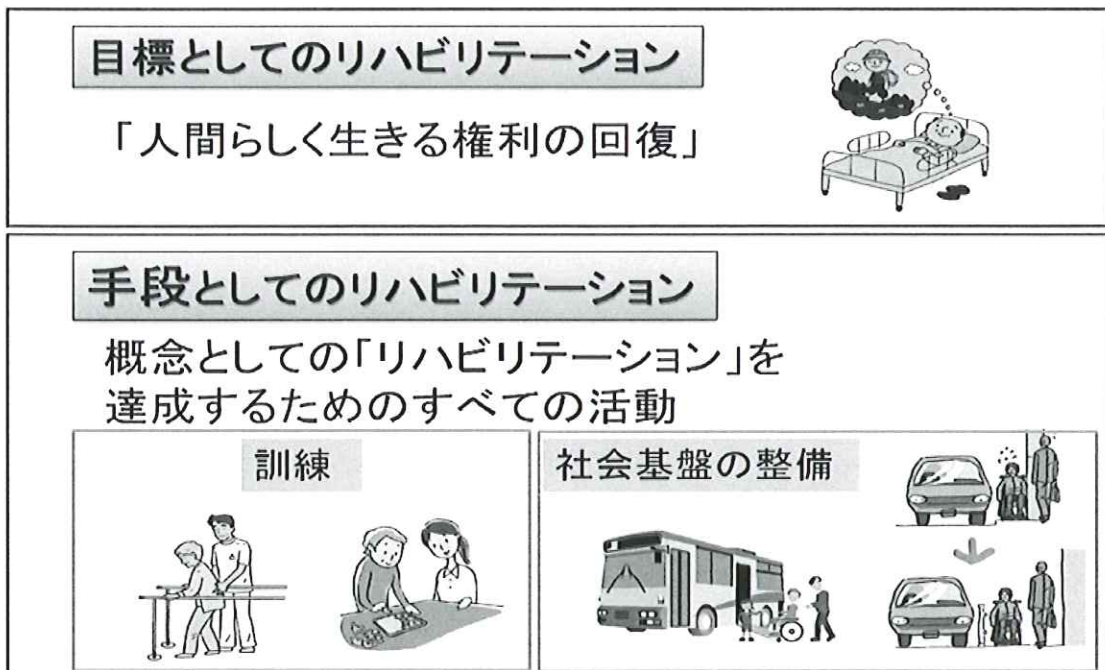 目標としてのリハビリテーション
「人間らしく生きる権利の回復」
手段としてのリハビリテーション
概念としての「リハビリテーション」を
達成するためのすべての活動
訓練
社会基盤の整備